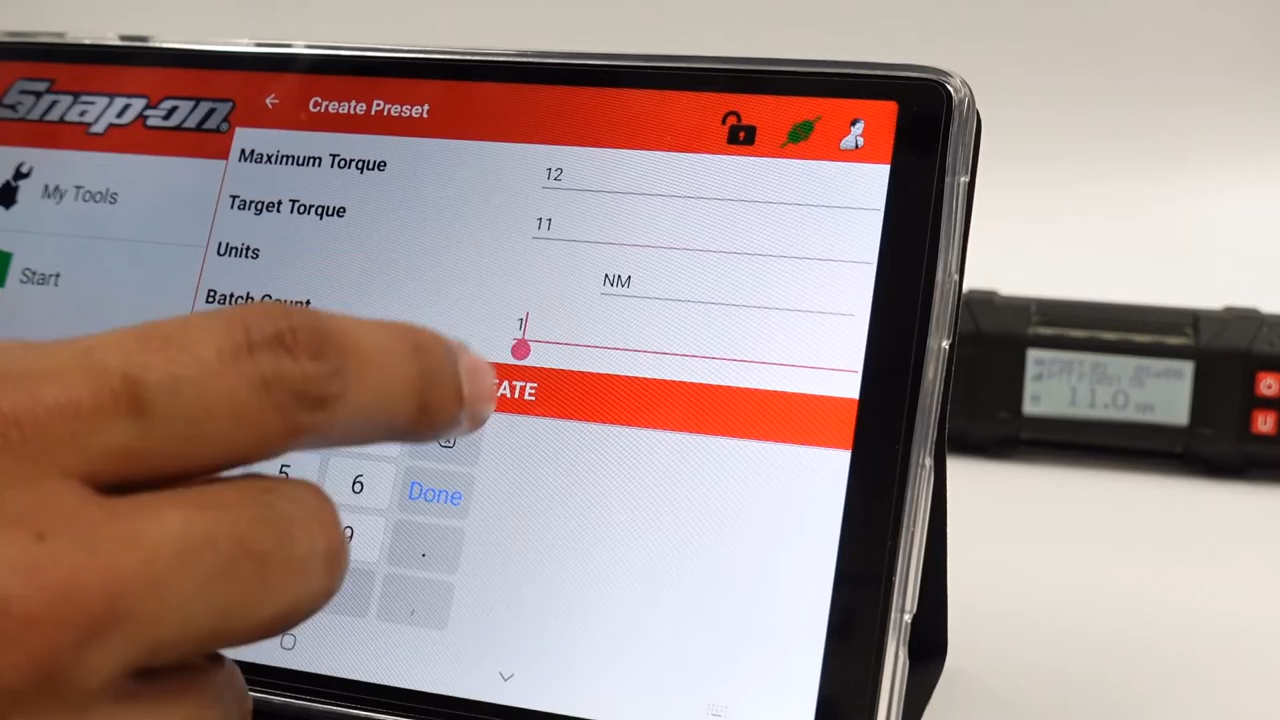 Snap-on
Create Preset
My Tools
Start
Maximum Torque
12
Target Torque
11
Units
NM
Batch Count
1
5
6
Done
9
.
,
11.0 NM